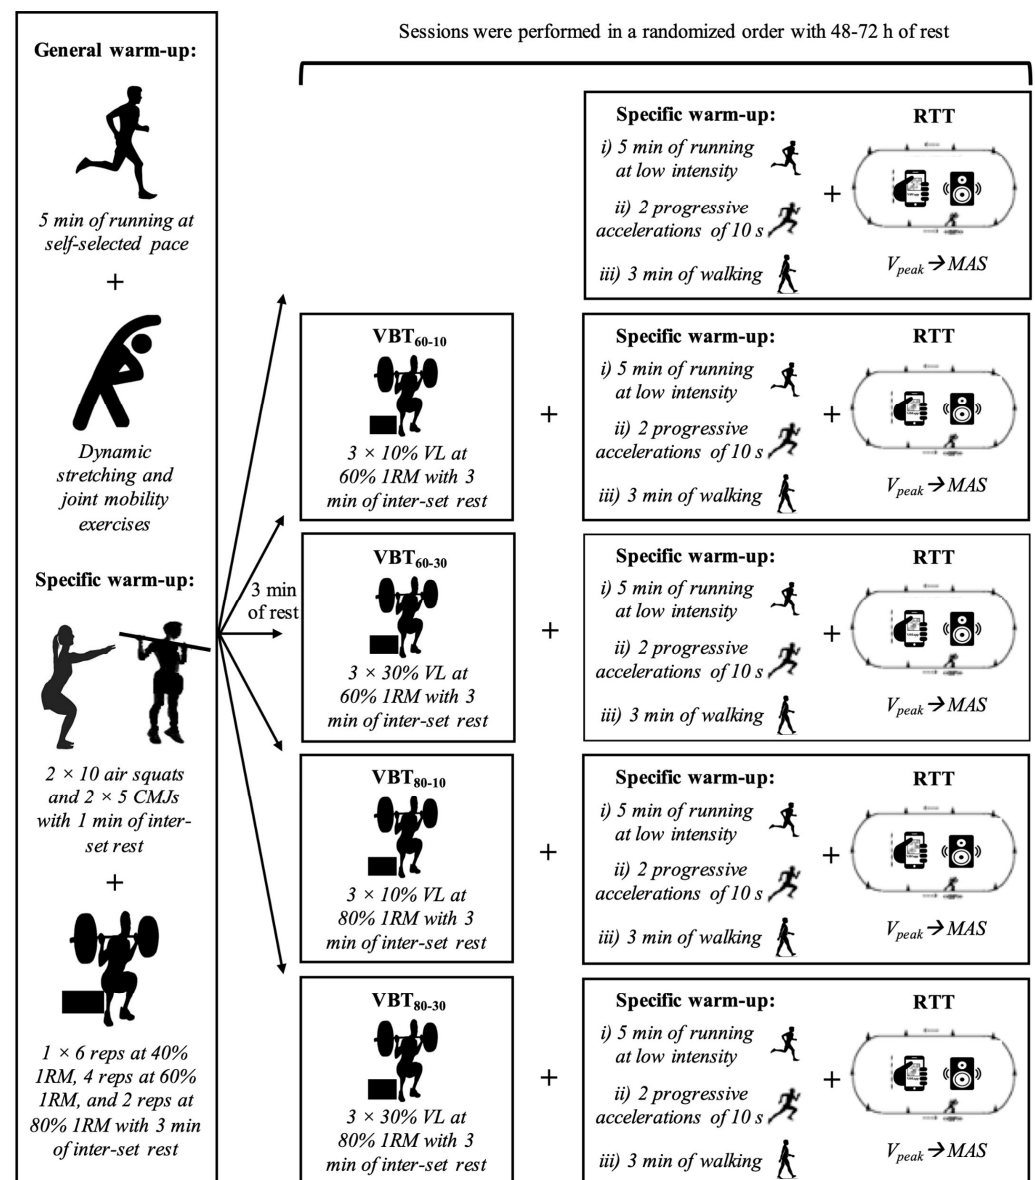 General warm-up:
5 min of running at
self-selected pace
+
Dynamic
stretching and
joint mobility
exercises
Specific warm-up:
2 × 10 air squats
and 2 × 5 CMJs
with 1 min of inter-
set rest
+
1 × 6 reps at 40%
1RM, 4 reps at 60%
1RM, and 2 reps at
80% 1RM with 3 min
of inter-set rest
3 min
of rest
Sessions were performed in a randomized order with 48-72 h of rest
Specific warm-up:
i) 5 min of running
at low intensity
ii) 2 progressive
accelerations of 10 s
iii) 3 min of walking
+
RTT
Vpeak → MAS
VBT60-10
3 × 10% VL at
60% 1RM with 3
min of inter-set rest
+
Specific warm-up:
i) 5 min of running
at low intensity
ii) 2 progressive
accelerations of 10 s
iii) 3 min of walking
+
RTT
Vpeak → MAS
VBT60-30
3 × 30% VL at
60% 1RM with 3
min of inter-set rest
+
Specific warm-up:
i) 5 min of running
at low intensity
ii) 2 progressive
accelerations of 10 s
iii) 3 min of walking
+
RTT
Vpeak → MAS
VBT80-10
3 × 10% VL at
80% 1RM with 3
min of inter-set rest
+
Specific warm-up:
i) 5 min of running
at low intensity
ii) 2 progressive
accelerations of 10 s
iii) 3 min of walking
+
RTT
Vpeak → MAS
VBT80-30
3 × 30% VL at
80% 1RM with 3
min of inter-set rest
+
Specific warm-up:
i) 5 min of running
at low intensity
ii) 2 progressive
accelerations of 10 s
iii) 3 min of walking
+
RTT
Vpeak → MAS